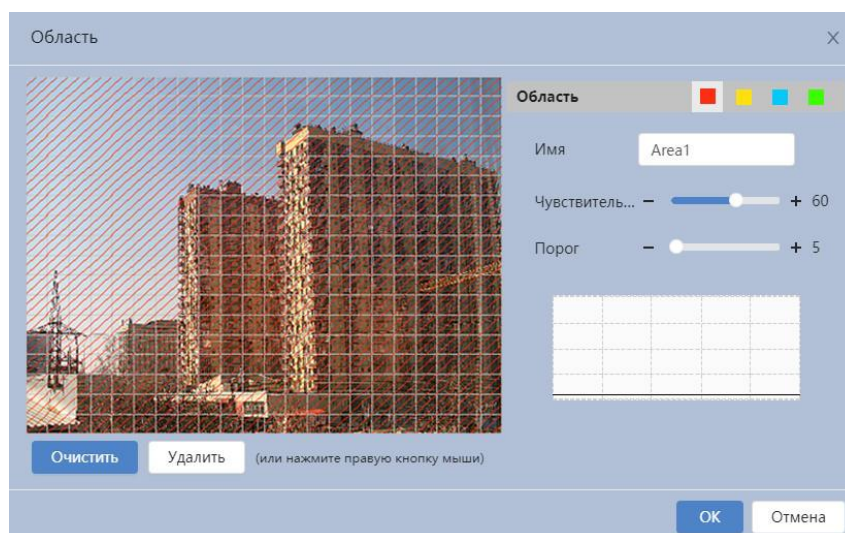 Область
Область
Имя
Area1
Чувствитель...
60
Порог
5
Очистить
Удалить
(или нажмите правую кнопку мыши)
OK
Отмена